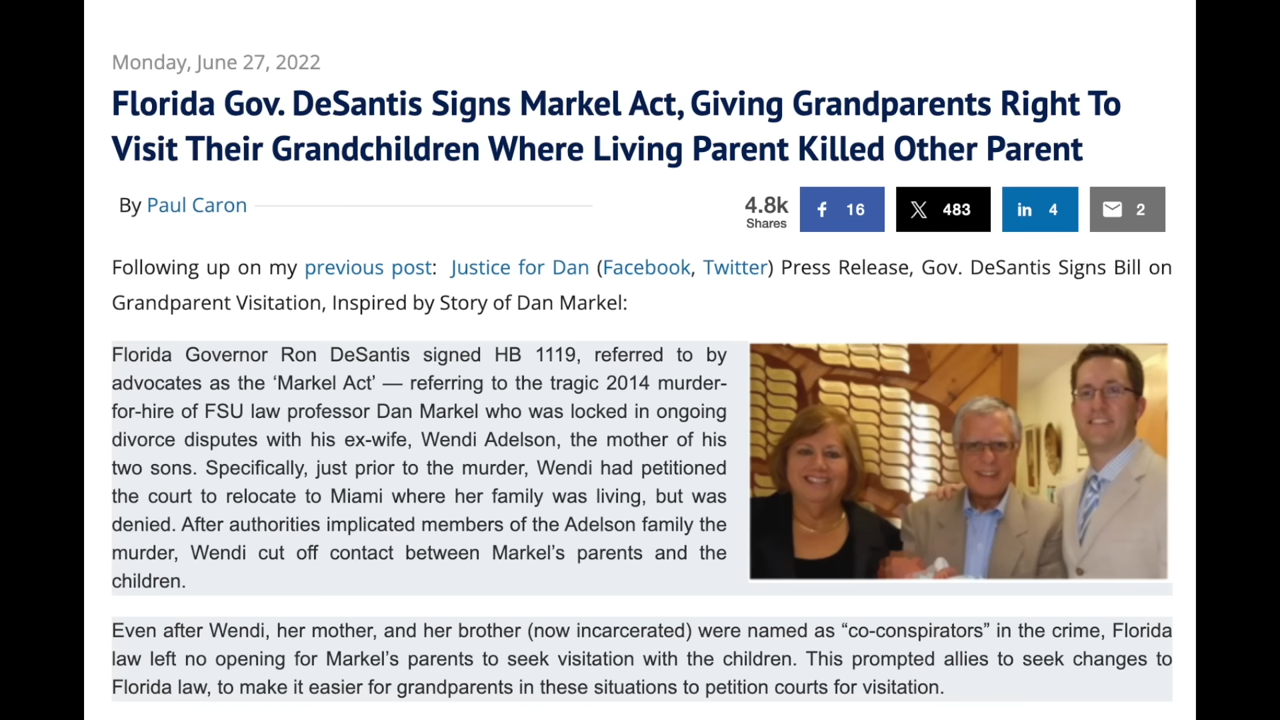 Monday, June 27, 2022
Florida Gov. DeSantis Signs Markel Act, Giving Grandparents Right To
Visit Their Grandchildren Where Living Parent Killed Other Parent
By Paul Caron
4.8k
Shares
16
483
in 4
2
Following up on my previous post: Justice for Dan (Facebook, Twitter) Press Release, Gov. DeSantis Signs Bill on
Grandparent Visitation, Inspired by Story of Dan Markel:
Florida Governor Ron DeSantis signed HB 1119, referred to by
advocates as the ‘Markel Act’ — referring to the tragic 2014 murder-
for-hire of FSU law professor Dan Markel who was locked in ongoing
divorce disputes with his ex-wife, Wendi Adelson, the mother of his
two sons. Specifically, just prior to the murder, Wendi had petitioned
the court to relocate to Miami where her family was living, but was
denied. After authorities implicated members of the Adelson family the
murder, Wendi cut off contact between Markel’s parents and the
children.
Even after Wendi, her mother, and her brother (now incarcerated) were named as “co-conspirators” in the crime, Florida
law left no opening for Markel’s parents to seek visitation with the children. This prompted allies to seek changes to
Florida law, to make it easier for grandparents in these situations to petition courts for visitation.